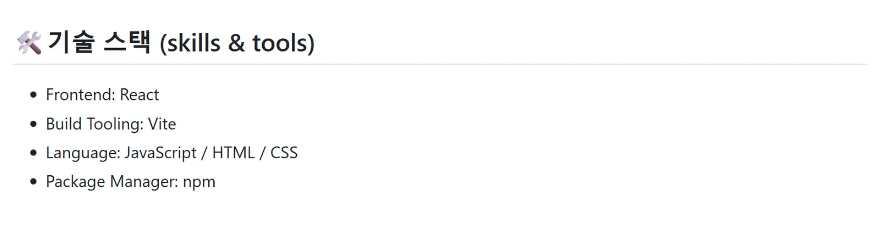 🛠 기술 스택 (skills & tools)
• Frontend: React
• Build Tooling: Vite
• Language: JavaScript / HTML / CSS
• Package Manager: npm